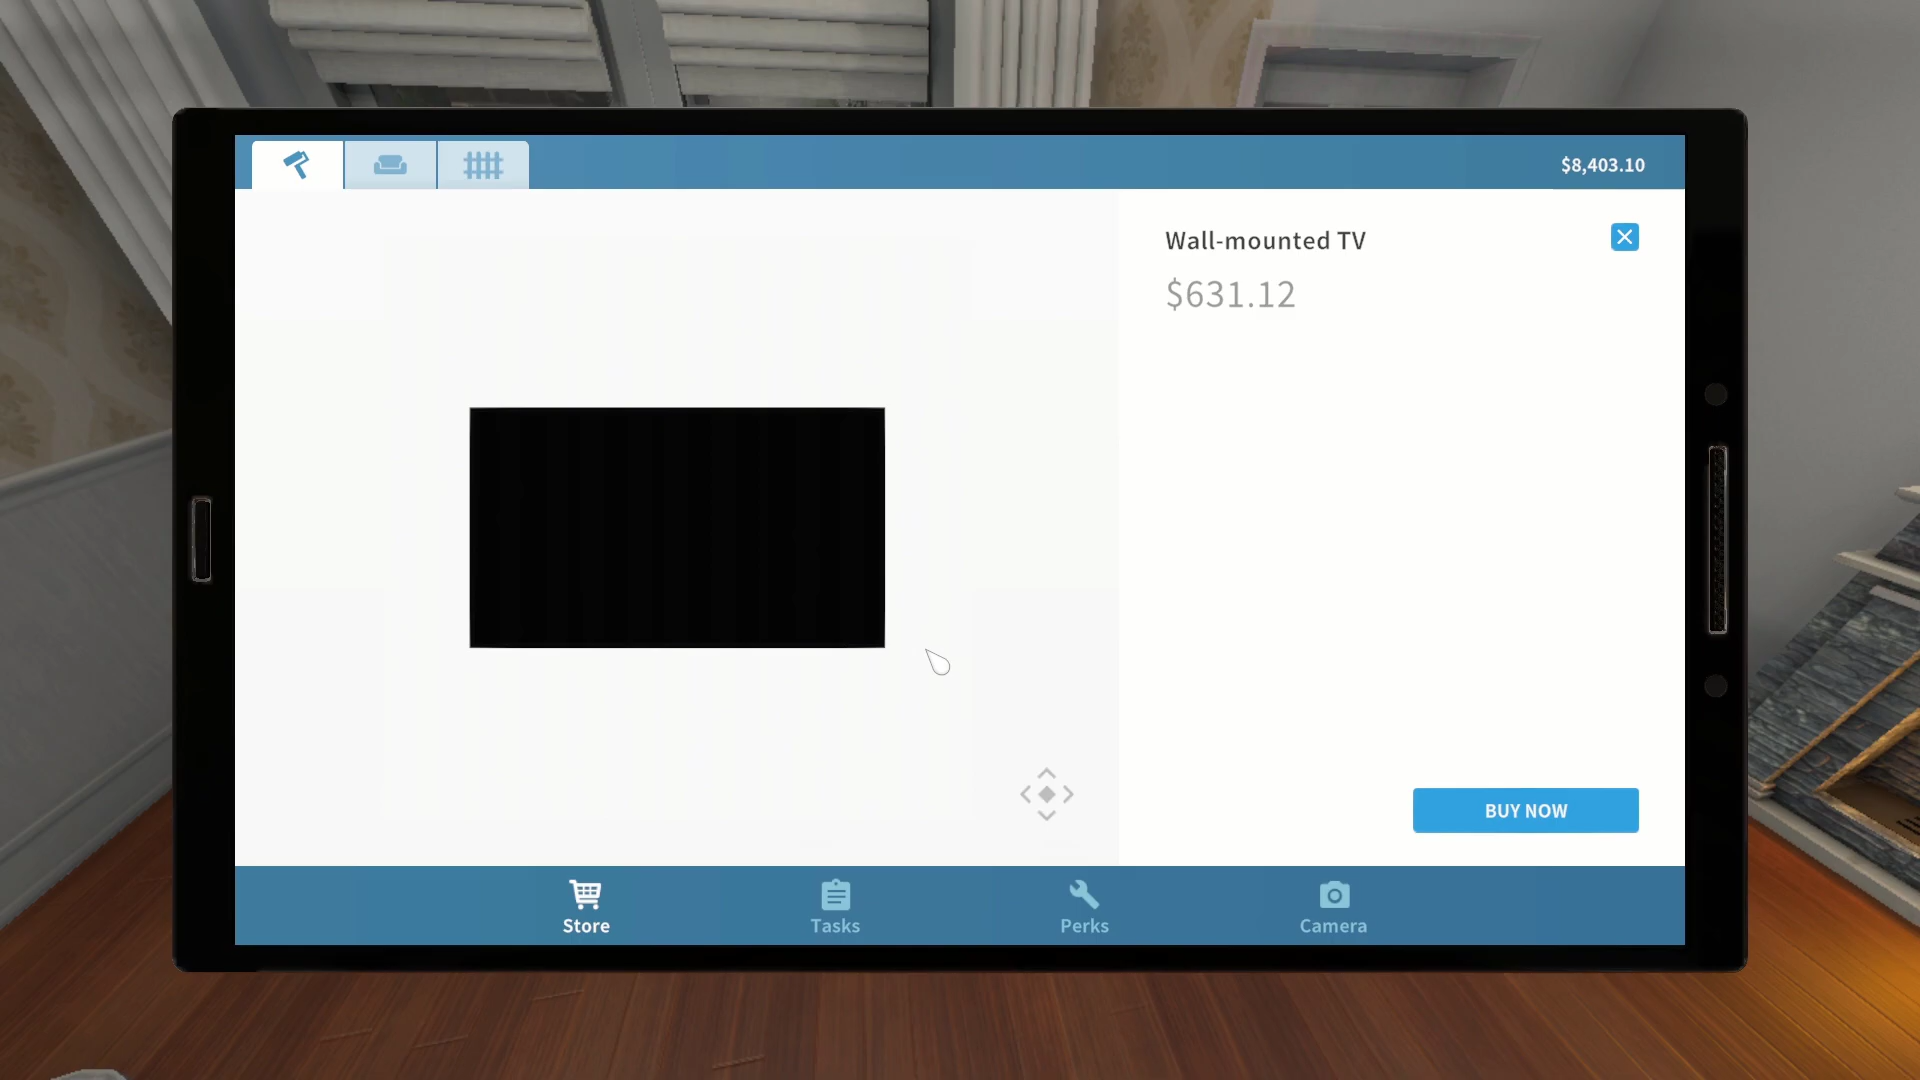 $8,403.10
Wall-mounted TV
$631.12
BUY NOW
Store
Tasks
Perks
Camera